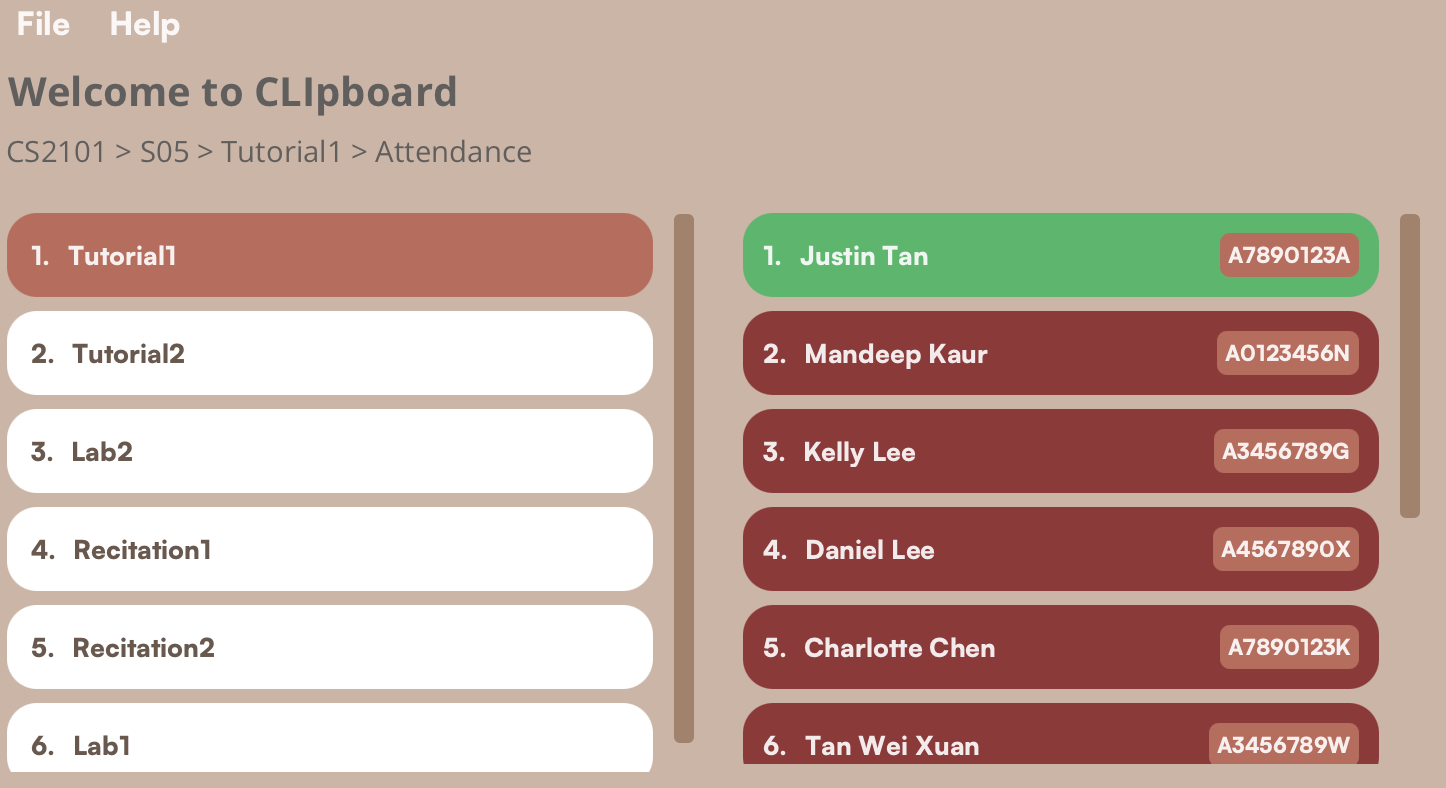 File Help
Welcome to CLIpboard
CS2101 > S05 > Tutorial1 > Attendance
1. Tutorial1
2. Tutorial2
3. Lab2
4. Recitation1
5. Recitation2
6. Lab1
1. Justin Tan A7890123A
2. Mandeep Kaur A0123456N
3. Kelly Lee A3456789G
4. Daniel Lee A4567890X
5. Charlotte Chen A7890123K
6. Tan Wei Xuan A3456789W